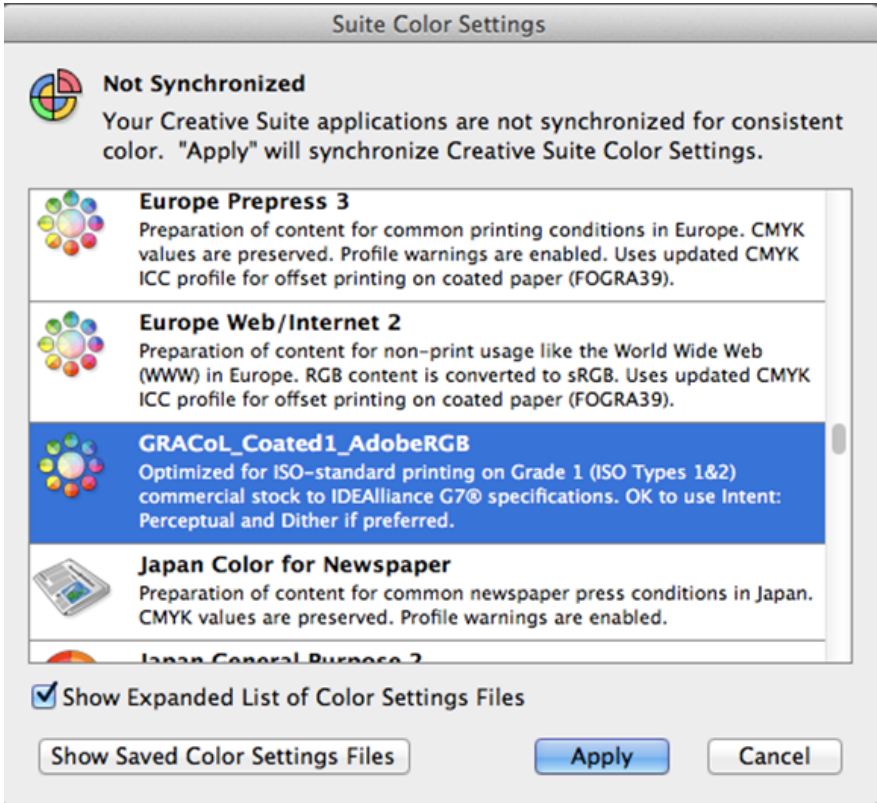 Suite Color Settings
Not Synchronized
Your Creative Suite applications are not synchronized for consistent
color.  "Apply" will synchronize Creative Suite Color Settings.
Europe Prepress 3
Preparation of content for common printing conditions in Europe. CMYK
values are preserved. Profile warnings are enabled. Uses updated CMYK
ICC profile for offset printing on coated paper (FOGRA39).
Europe Web/Internet 2
Preparation of content for non-print usage like the World Wide Web
(WWW) in Europe. RGB content is converted to sRGB. Uses updated CMYK
ICC profile for offset printing on coated paper (FOGRA39).
GRACoL_Coated1_AdobeRGB
Optimized for ISO-standard printing on Grade 1 (ISO Types 1&2)
commercial stock to IDEAlliance G7® specifications. OK to use Intent:
Perceptual and Dither if preferred.
Japan Color for Newspaper
Preparation of content for common newspaper press conditions in Japan.
CMYK values are preserved. Profile warnings are enabled.
Japan General Purpose 2
Show Expanded List of Color Settings Files
Show Saved Color Settings Files
Apply
Cancel